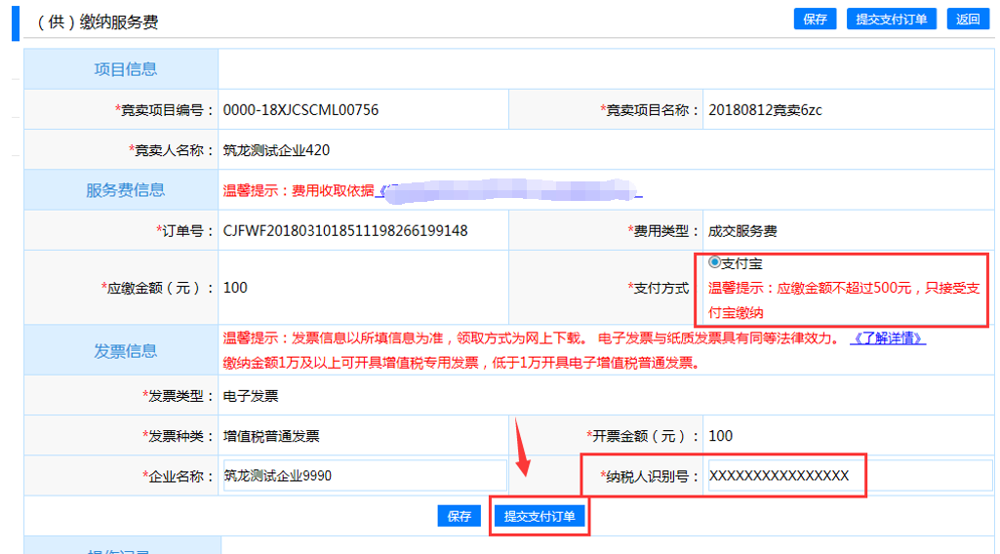 （供）缴纳服务费
保存 提交支付订单 返回
项目信息
*竞卖项目编号： 0000-18XJCSCML00756 *竞卖项目名称： 20180812竞卖6zc
*竞卖人名称： 筑龙测试企业420
服务费信息 温馨提示：费用收取依据《
*订单号： CJFWF2018031018511198266199148 *费用类型： 成交服务费
*应缴金额（元）： 100 *支付方式 支付宝
温馨提示：应缴金额不超过500元，只接受支
付宝缴纳
发票信息 温馨提示：发票信息以所填信息为准，领取方式为网上下载。 电子发票与纸质发票具有同等法律效力。 《了解详情》
缴纳金额1万及以上可开具增值税专用发票，低于1万开具电子增值税普通发票。
*发票类型： 电子发票
*发票种类： 增值税普通发票 *开票金额（元）： 100
*企业名称： 筑龙测试企业9990 *纳税人识别号： XXXXXXXXXXXXXXXX
保存 提交支付订单